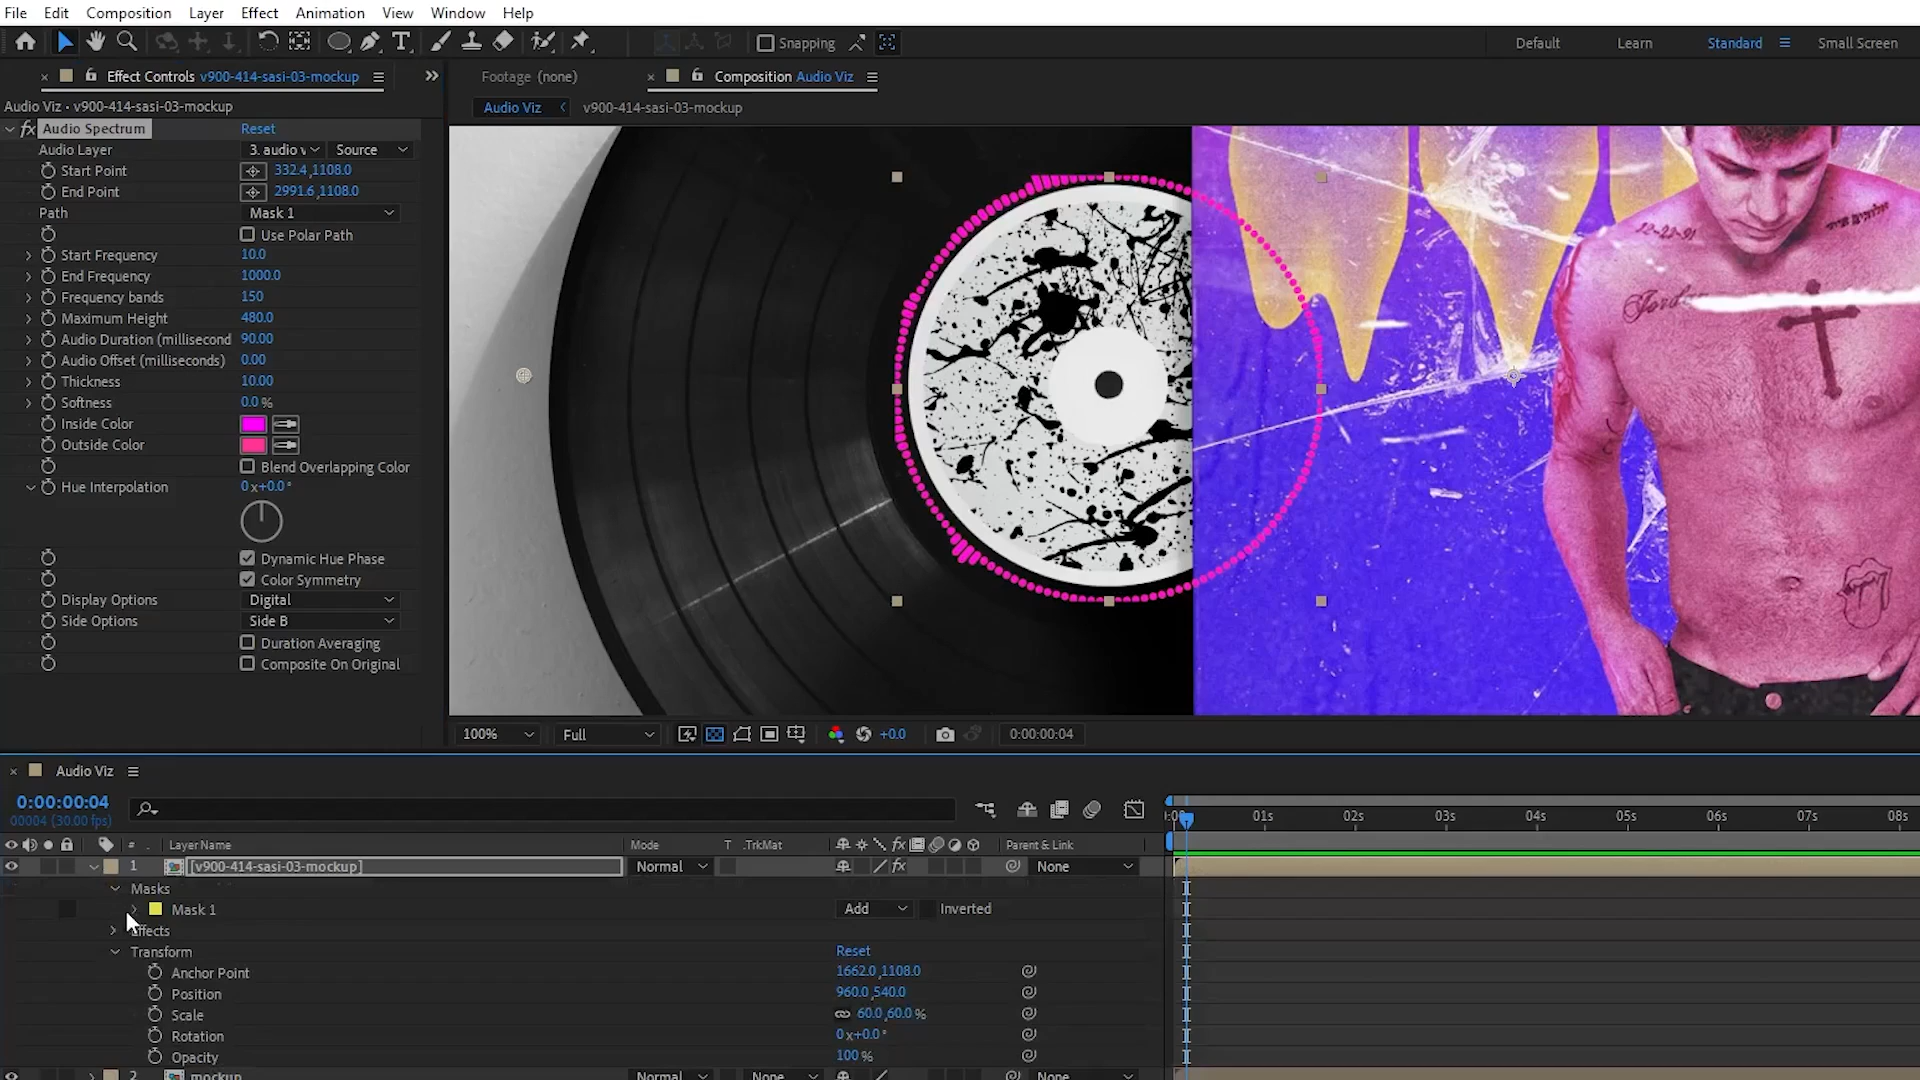 File Edit Composition Layer Effect Animation View Window Help
Snapping
Default Learn Standard Small Screen
Effect Controls v900-414-sasi-03-mockup
Footage (none)
Composition Audio Viz
Audio Viz • v900-414-sasi-03-mockup
Audio Viz v900-414-sasi-03-mockup
fx Audio Spectrum Reset
Audio Layer 3. audio v Source
Start Point 332.4,1108.0
End Point 2991.6,1108.0
Path Mask 1
Use Polar Path
Start Frequency 10.0
End Frequency 1000.0
Frequency bands 150
Maximum Height 480.0
Audio Duration (millisecond 90.00
Audio Offset (milliseconds) 0.00
Thickness 10.00
Softness 0.0 %
Inside Color
Outside Color
Blend Overlapping Color
Hue Interpolation 0 x+0.0°
Dynamic Hue Phase
Color Symmetry
Display Options Digital
Side Options Side B
Duration Averaging
Composite On Original
100% Full +0.0 0:00:00:04
Audio Viz
0:00:00:04
00004 (30.00 fps)
01s 02s 03s 04s 05s 06s 07s 08s
# Layer Name Mode T .TrkMat fx Parent & Link
1 [v900-414-sasi-03-mockup] Normal fx None
Masks
Mask 1 Add Inverted
Effects
Transform Reset
Anchor Point 1662.0,1108.0
Position 960.0,540.0
Scale 60.0,60.0 %
Rotation 0 x+0.0°
Opacity 100 %
2 mockup Normal None None